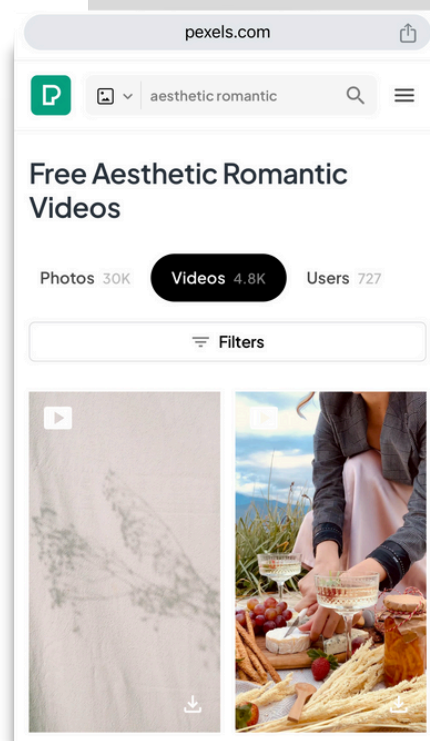 pexels.com
aesthetic romantic
Free Aesthetic Romantic
Videos
Photos 30K Videos 4.8K Users 727
Filters